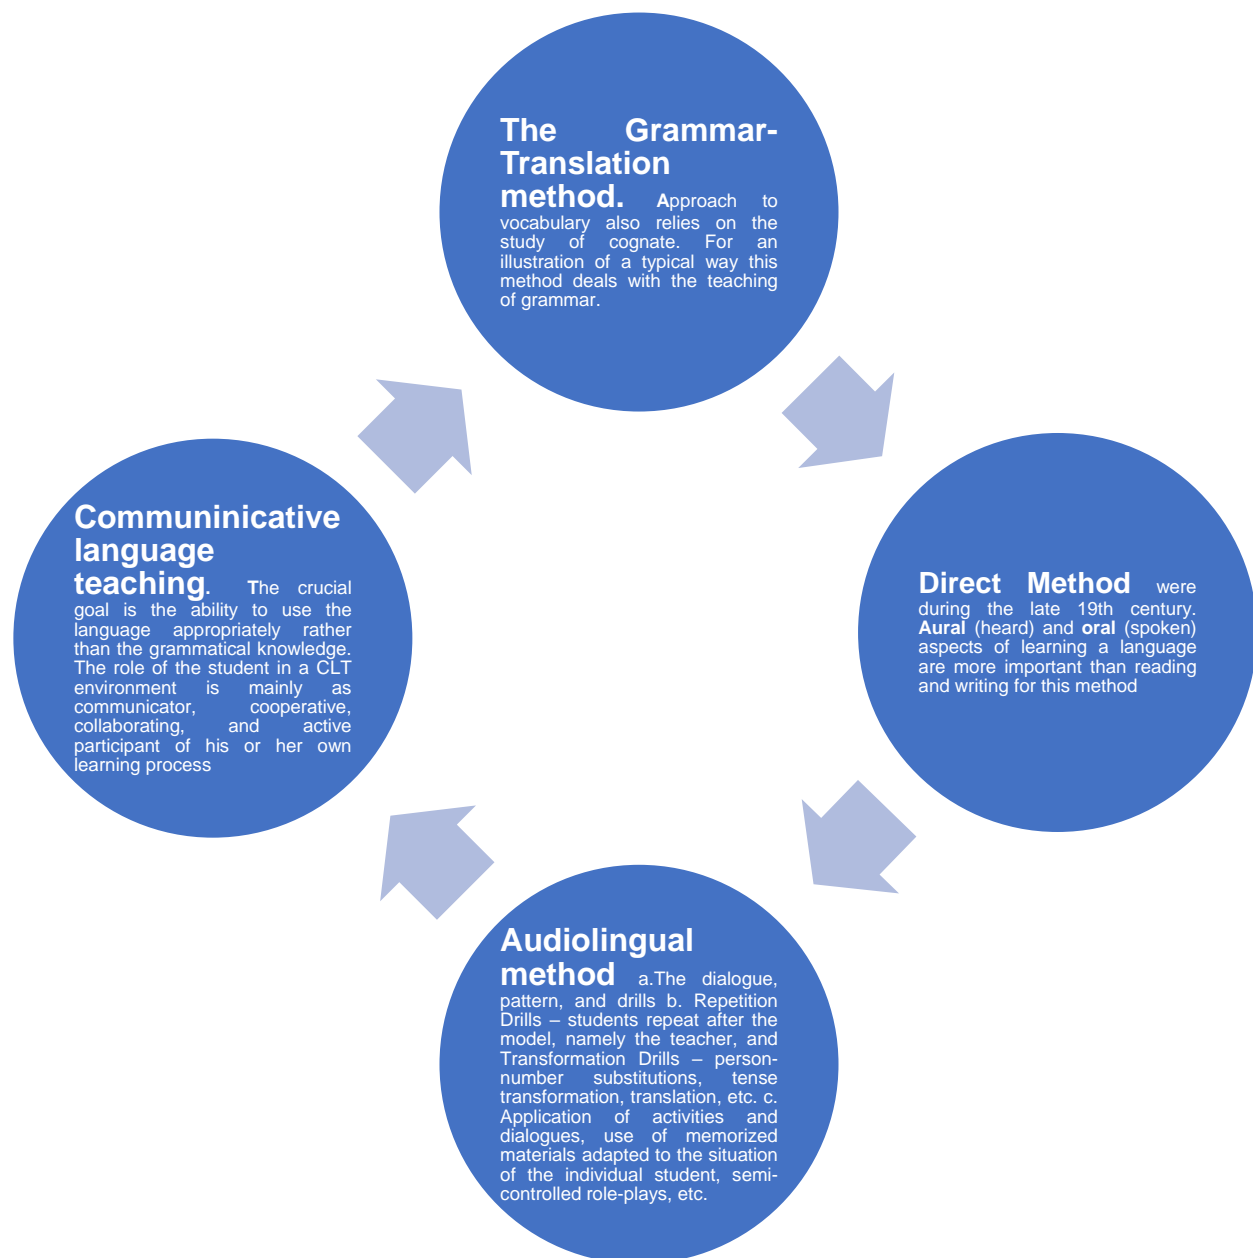 The Grammar-
Translation
method. Approach to
vocabulary also relies on the
study of cognate. For an
illustration of a typical way this
method deals with the teaching
of grammar.
Direct Method were
during the late 19th century.
Aural (heard) and oral (spoken)
aspects of learning a language
are more important than reading
and writing for this method
Audiolingual
method a.The dialogue,
pattern, and drills b. Repetition
Drills – students repeat after the
model, namely the teacher, and
Transformation Drills – person-
number substitutions, tense
transformation, translation, etc. c.
Application of activities and
dialogues, use of memorized
materials adapted to the situation
of the individual student, semi-
controlled role-plays, etc.
Communinicative
language
teaching. The crucial
goal is the ability to use the
language appropriately rather
than the grammatical knowledge.
The role of the student in a CLT
environment is mainly as
communicator, cooperative,
collaborating, and active
participant of his or her own
learning process